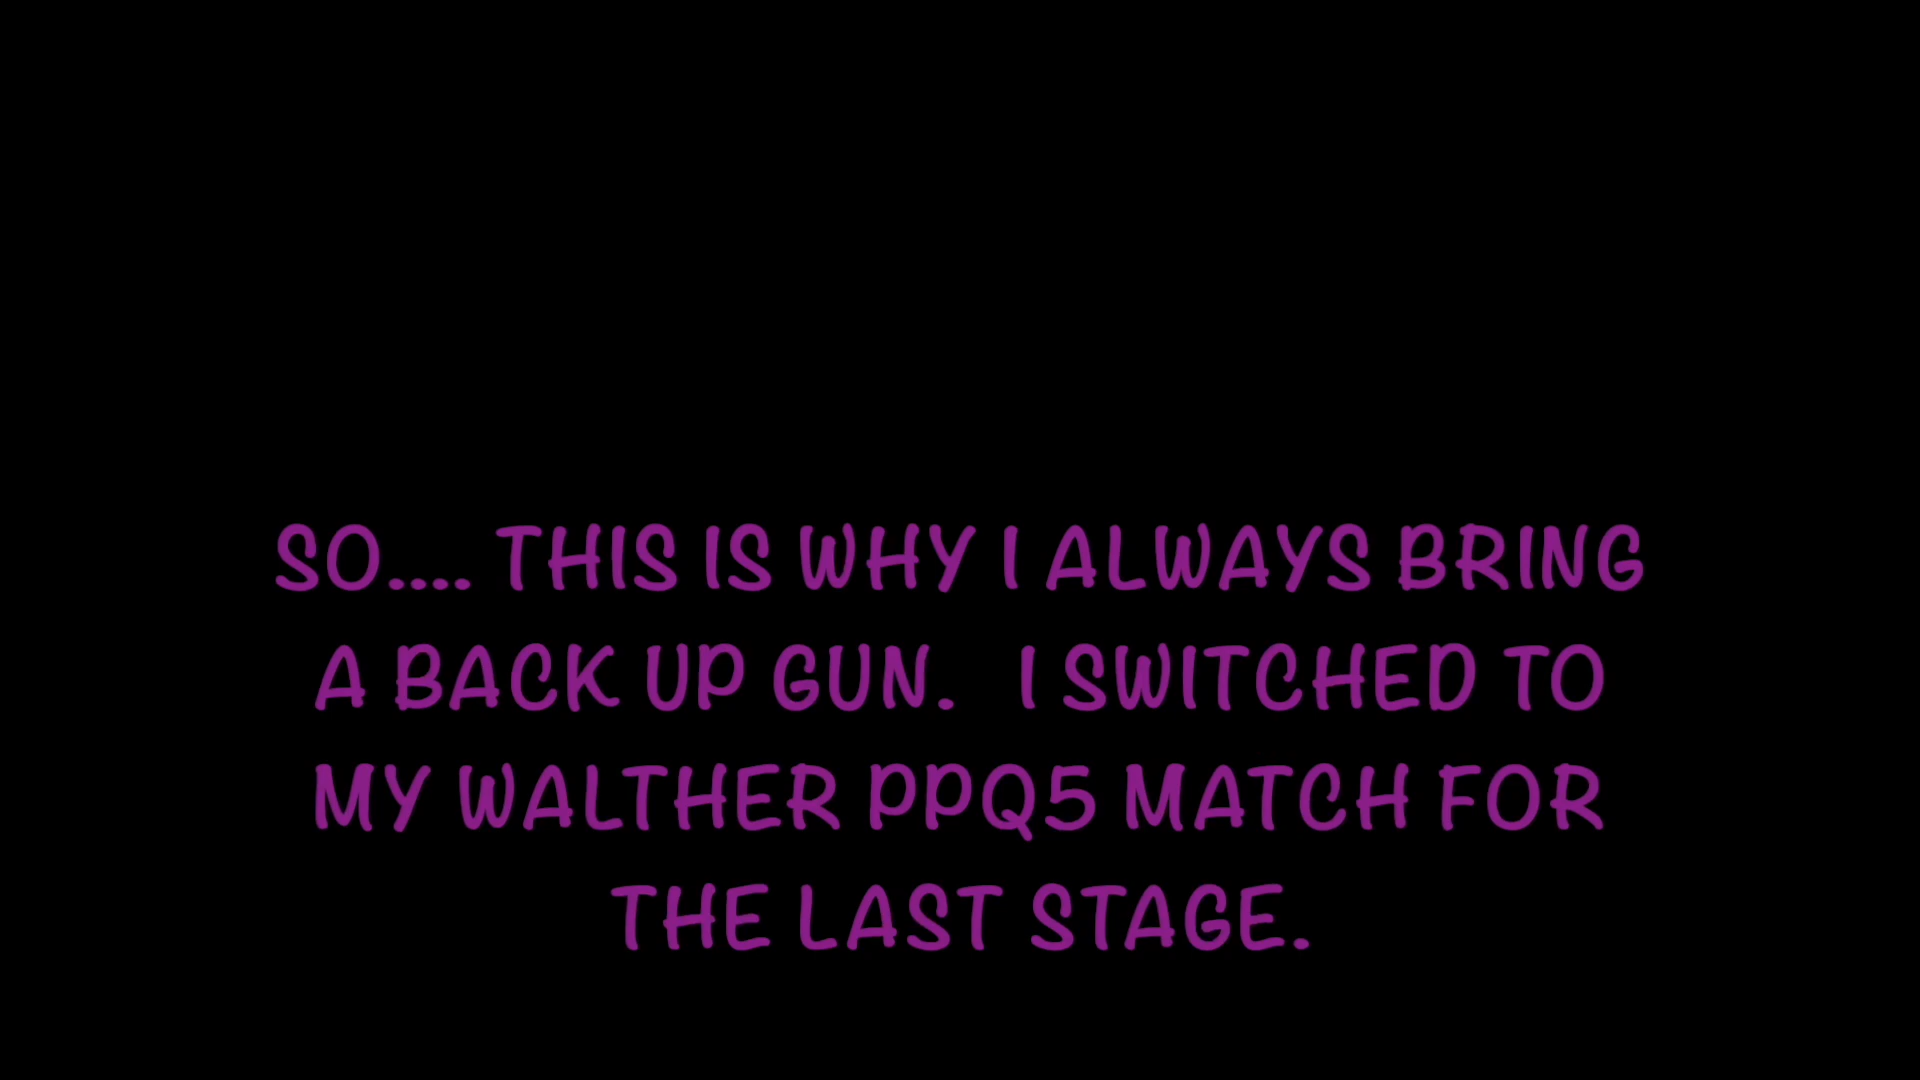 SO.... THIS IS WHY I ALWAYS BRING
A BACK UP GUN.  I SWITCHED TO
MY WALTHER PPQ5 MATCH FOR
THE LAST STAGE.